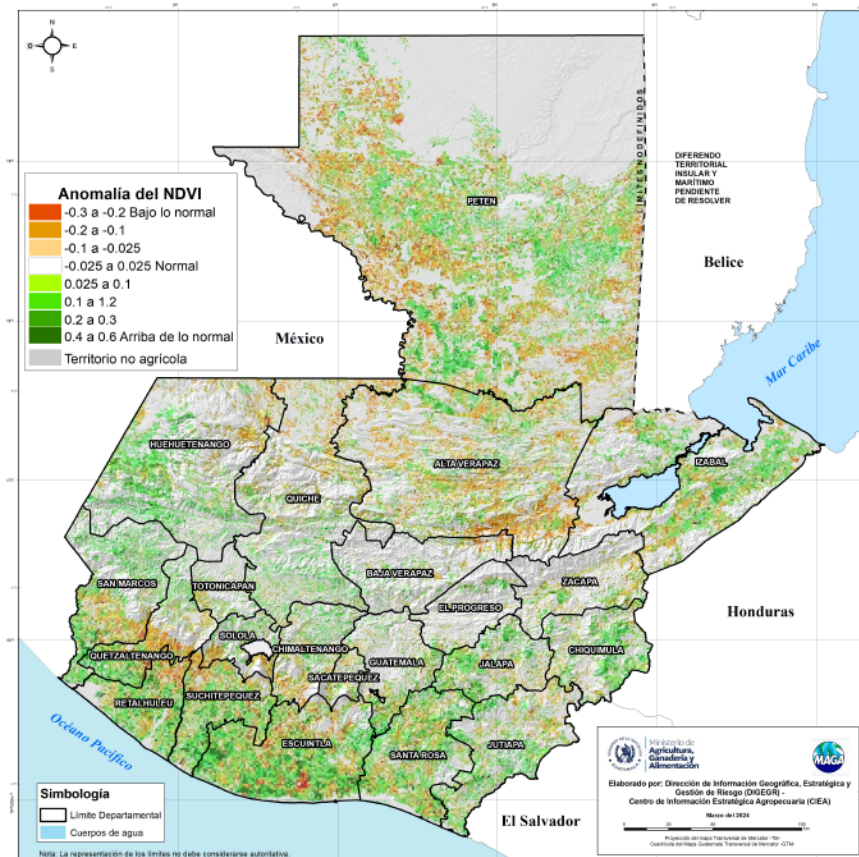 N
E
S
DIFERENDO
TERRITORIAL
INSULAR Y
MARÍTIMO
PENDIENTE
DE RESOLVER
LIMITES NO DEFINIDOS
PETEN
Belice
México
Mar Caribe
Anomalía del NDVI
-0.3 a -0.2 Bajo lo normal
-0.2 a -0.1
-0.1 a -0.025
-0.025 a 0.025 Normal
0.025 a 0.1
0.1 a 1.2
0.2 a 0.3
0.4 a 0.6 Arriba de lo normal
Territorio no agrícola
HUEHUETENANGO
ALTA VERAPAZ
IZABAL
QUICHE
SAN MARCOS
TOTONICAPAN
BAJA VERAPAZ
ZACAPA
EL PROGRESO
Honduras
SOLOLA
CHIMALTENANGO
QUETZALTENANGO
GUATEMALA
JALAPA
CHIQUIMULA
SACATEPEQUEZ
SUCHITEPEQUEZ
RETALHULEU
ESCUINTLA
SANTA ROSA
JUTIAPA
Océano Pacífico
El Salvador
Simbología
Límite Departamental
Cuerpos de agua
Nota: La representación de los límites no debe considerarse autoritativa.
Ministerio de
Agricultura,
Ganadería y
Alimentación
MAGA
Elaborado por: Dirección de Información Geográfica, Estratégica y
Gestión de Riesgo (DIGEGR) -
Centro de Información Estratégica Agropecuaria (CIEA)
Marzo del 2024